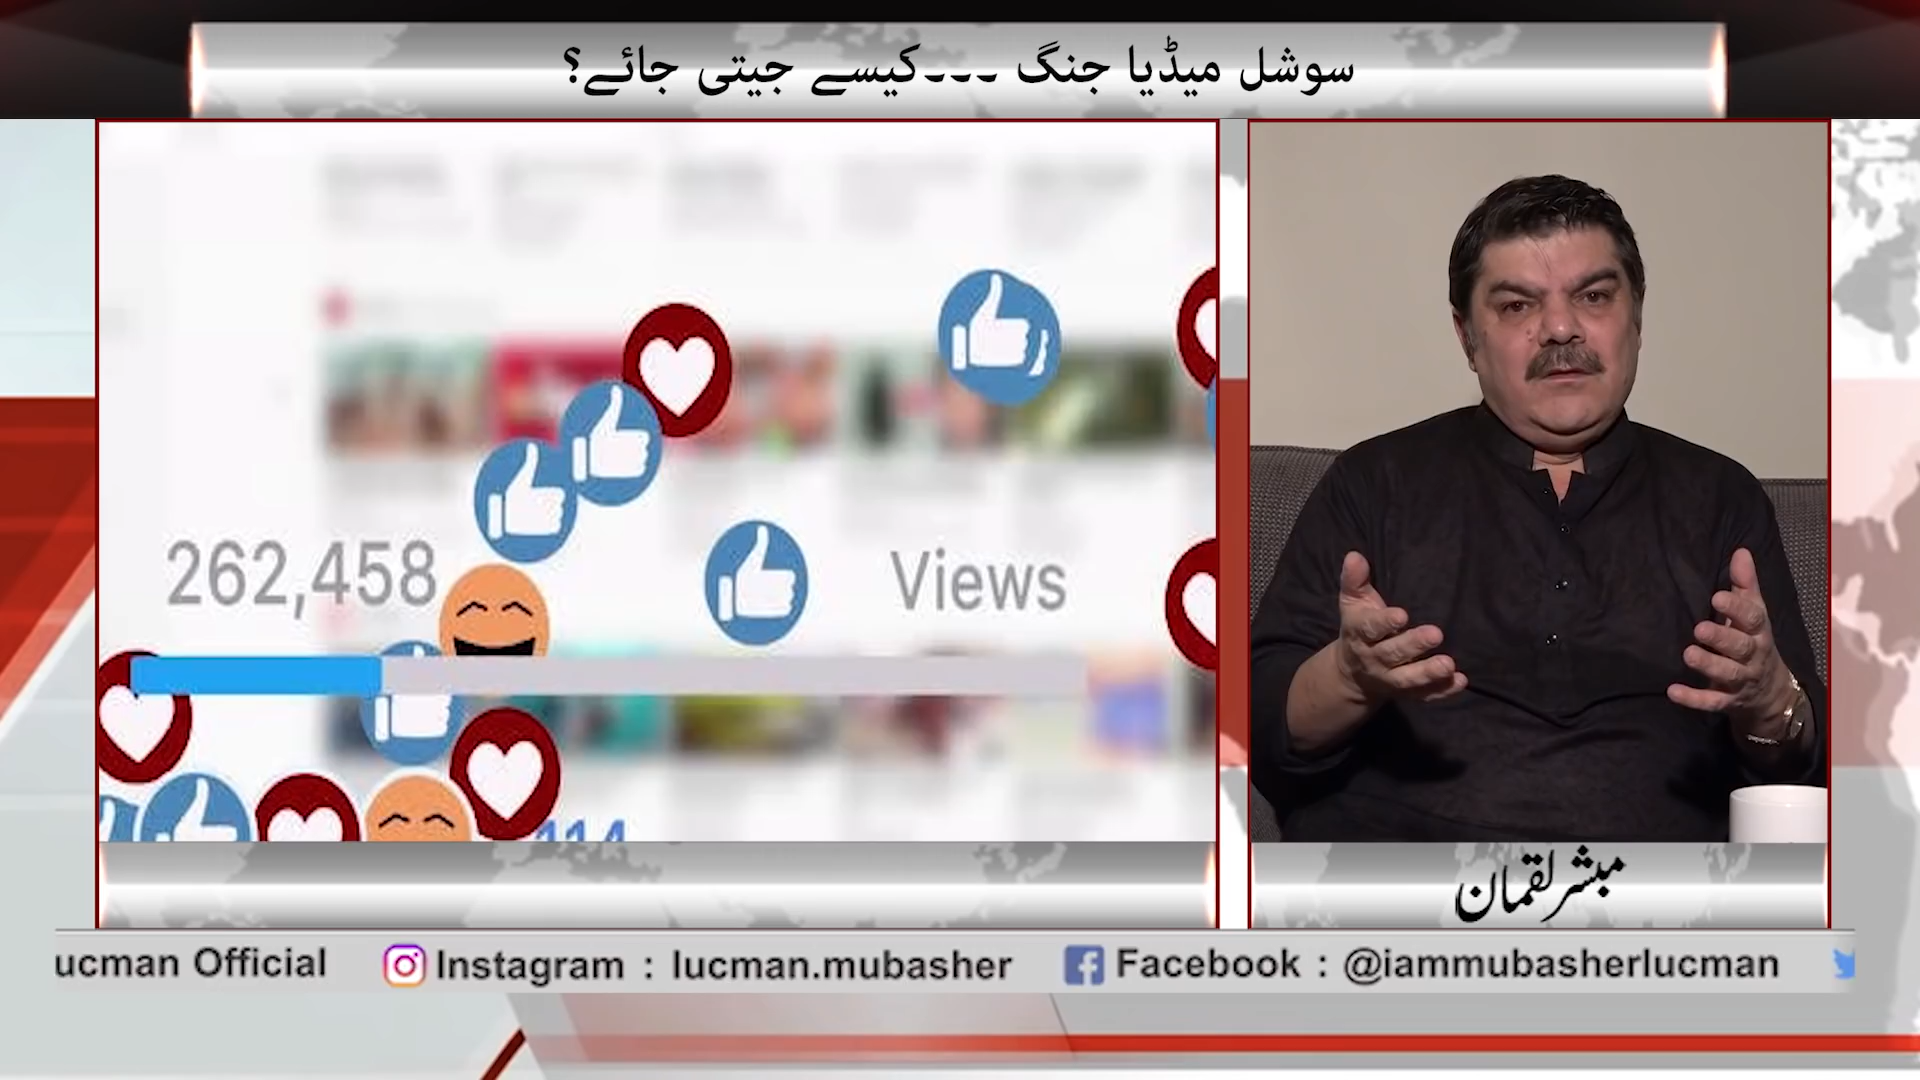 سوشل میڈیا جنگ ۔۔۔کیسے جیتی جائے؟
262,458 Views
مبشر لقمان
ucman Official Instagram : lucman.mubasher Facebook : @iammubasherlucman